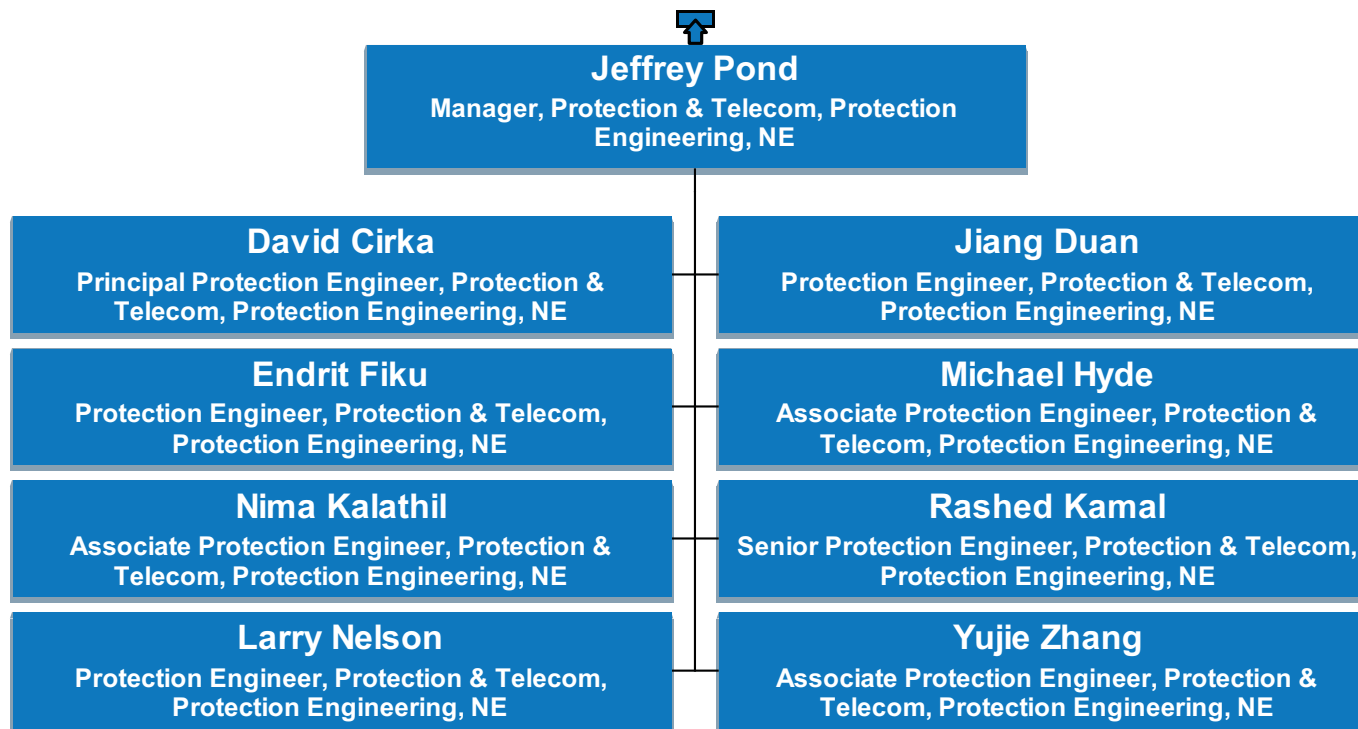 Jeffrey Pond
Manager, Protection & Telecom, Protection
Engineering, NE
David Cirka
Principal Protection Engineer, Protection &
Telecom, Protection Engineering, NE
Jiang Duan
Protection Engineer, Protection & Telecom,
Protection Engineering, NE
Endrit Fiku
Protection Engineer, Protection & Telecom,
Protection Engineering, NE
Michael Hyde
Associate Protection Engineer, Protection &
Telecom, Protection Engineering, NE
Nima Kalathil
Associate Protection Engineer, Protection &
Telecom, Protection Engineering, NE
Rashed Kamal
Senior Protection Engineer, Protection & Telecom,
Protection Engineering, NE
Larry Nelson
Protection Engineer, Protection & Telecom,
Protection Engineering, NE
Yujie Zhang
Associate Protection Engineer, Protection &
Telecom, Protection Engineering, NE